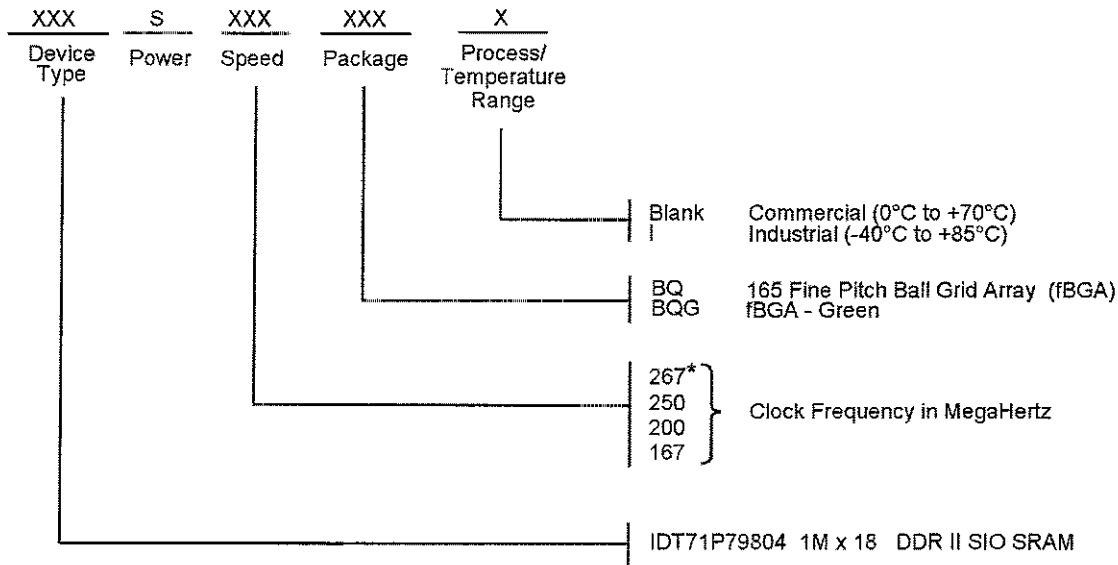 XXX S XXX XXX X
Device Type Power Speed Package Process/ Temperature Range
Blank Commercial (0°C to +70°C)
I Industrial (-40°C to +85°C)
BQ 165 Fine Pitch Ball Grid Array (fBGA)
BQG fBGA - Green
267*
250
200
167
Clock Frequency in MegaHertz
IDT71P79804 1M x 18 DDR II SIO SRAM